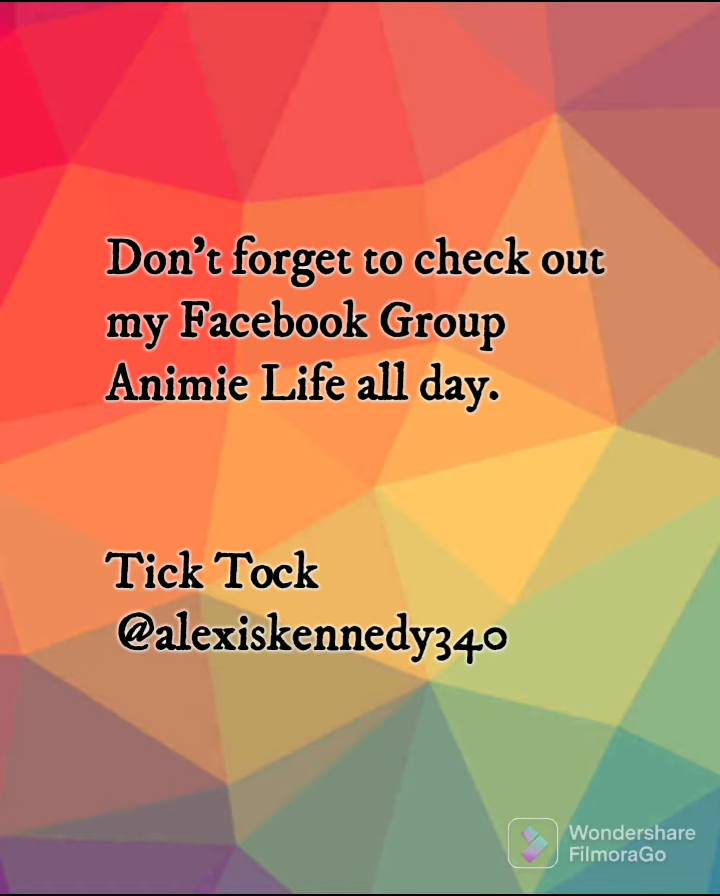 Don't forget to check out
my Facebook Group
Animie Life all day.
Tick Tock
@alexiskennedy340
Wondershare
FilmoraGo